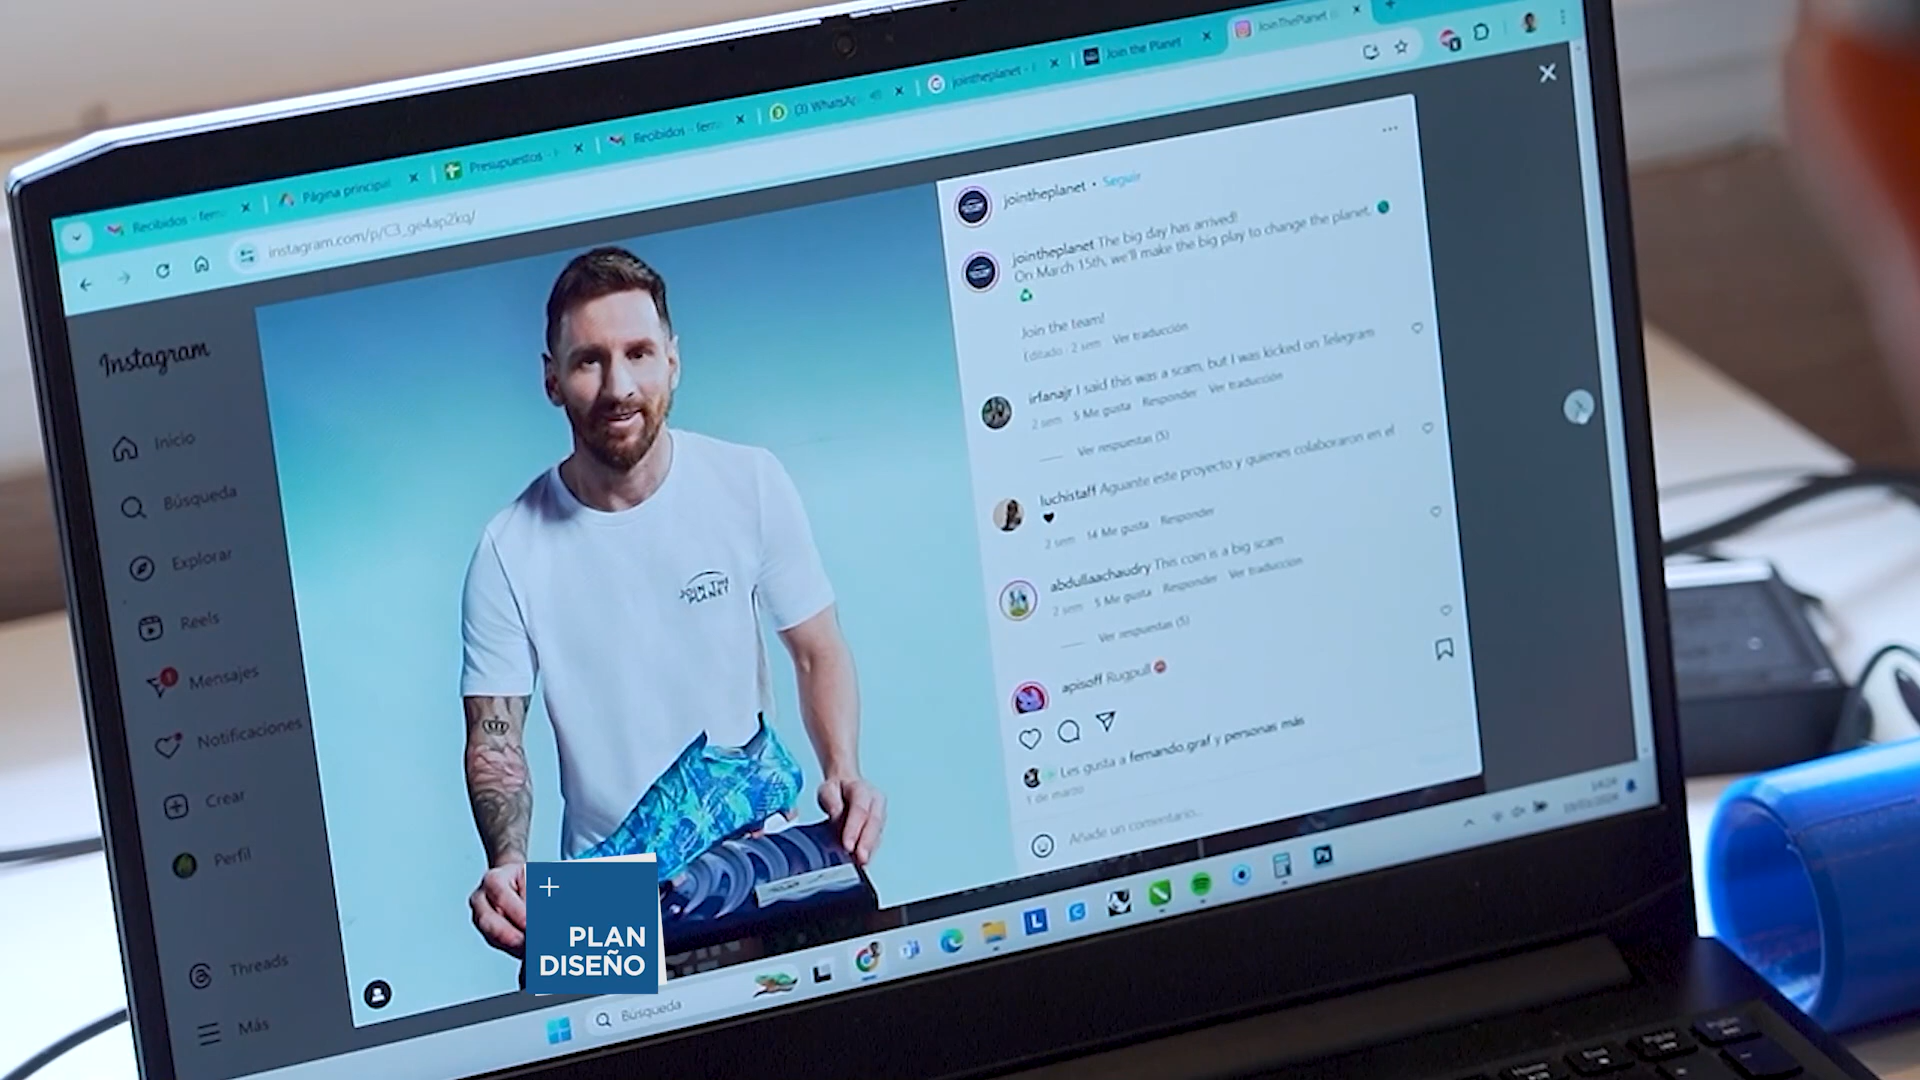 Recibidos - ferr
Página principal
Presupuestos -
Recibidos - ferr
(3) WhatsAp
jointheplanet -
Join the Planet
JoinThePlanet
instagram.com/p/C3_ge4ap2kq/
Instagram
Inicio
Búsqueda
Explorar
Reels
1
Mensajes
Notificaciones
Crear
Perfil
Threads
Más
JOIN THE
PLANET
jointheplanet • Seguir
jointheplanet The big day has arrived!
On March 15th, we'll make the big play to change the planet.
Join the team!
Editado · 2 sem Ver traducción
irfanajr I said this was a scam, but I was kicked on Telegram
2 sem 5 Me gusta Responder Ver traducción
Ver respuestas (5)
luchistaff Aguante este proyecto y quienes colaboraron en el
2 sem 14 Me gusta Responder
abdullaachaudry This coin is a big scam
2 sem 5 Me gusta Responder Ver traducción
Ver respuestas (5)
apisoff Rugpull
Les gusta a fernando.graf y personas más
1 de marzo
Añade un comentario...
PLAN
DISEÑO
Búsqueda